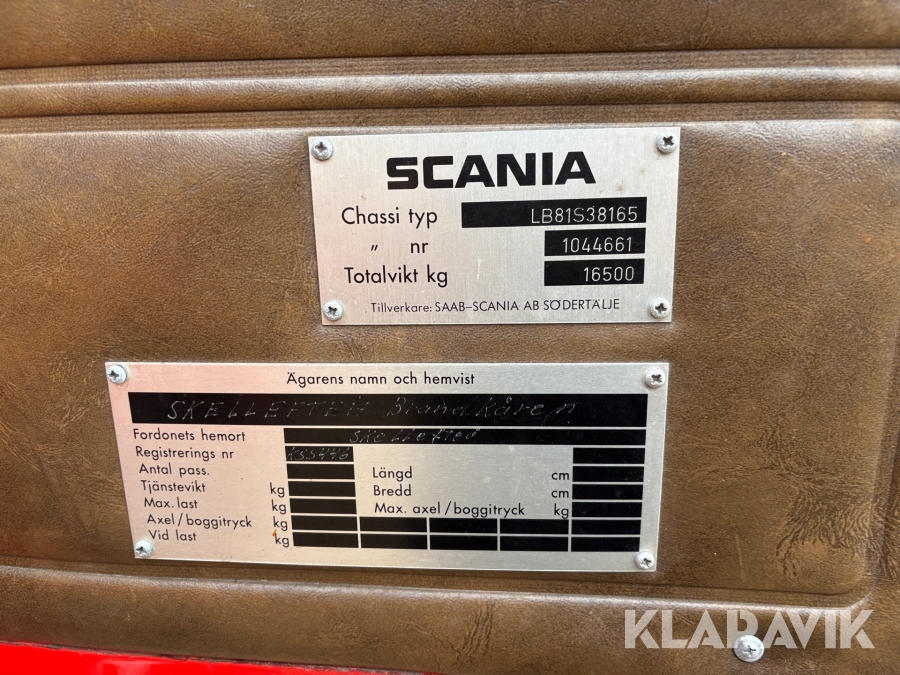 SCANIA
Chassi typ LB81S38165
„ nr 1044661
Totalvikt kg 16500
Tillverkare: SAAB-SCANIA AB SÖDERTÄLJE
Ägarens namn och hemvist
SKELLEFTEÅ Brandkåren
Fordonets hemort Skellefteå
Registrerings nr KSS446
Antal pass. Längd cm
Tjänstevikt kg Bredd cm
Max. last kg Max. axel/boggitryck kg
Axel/boggitryck kg
Vid last kg
KLARAVIK